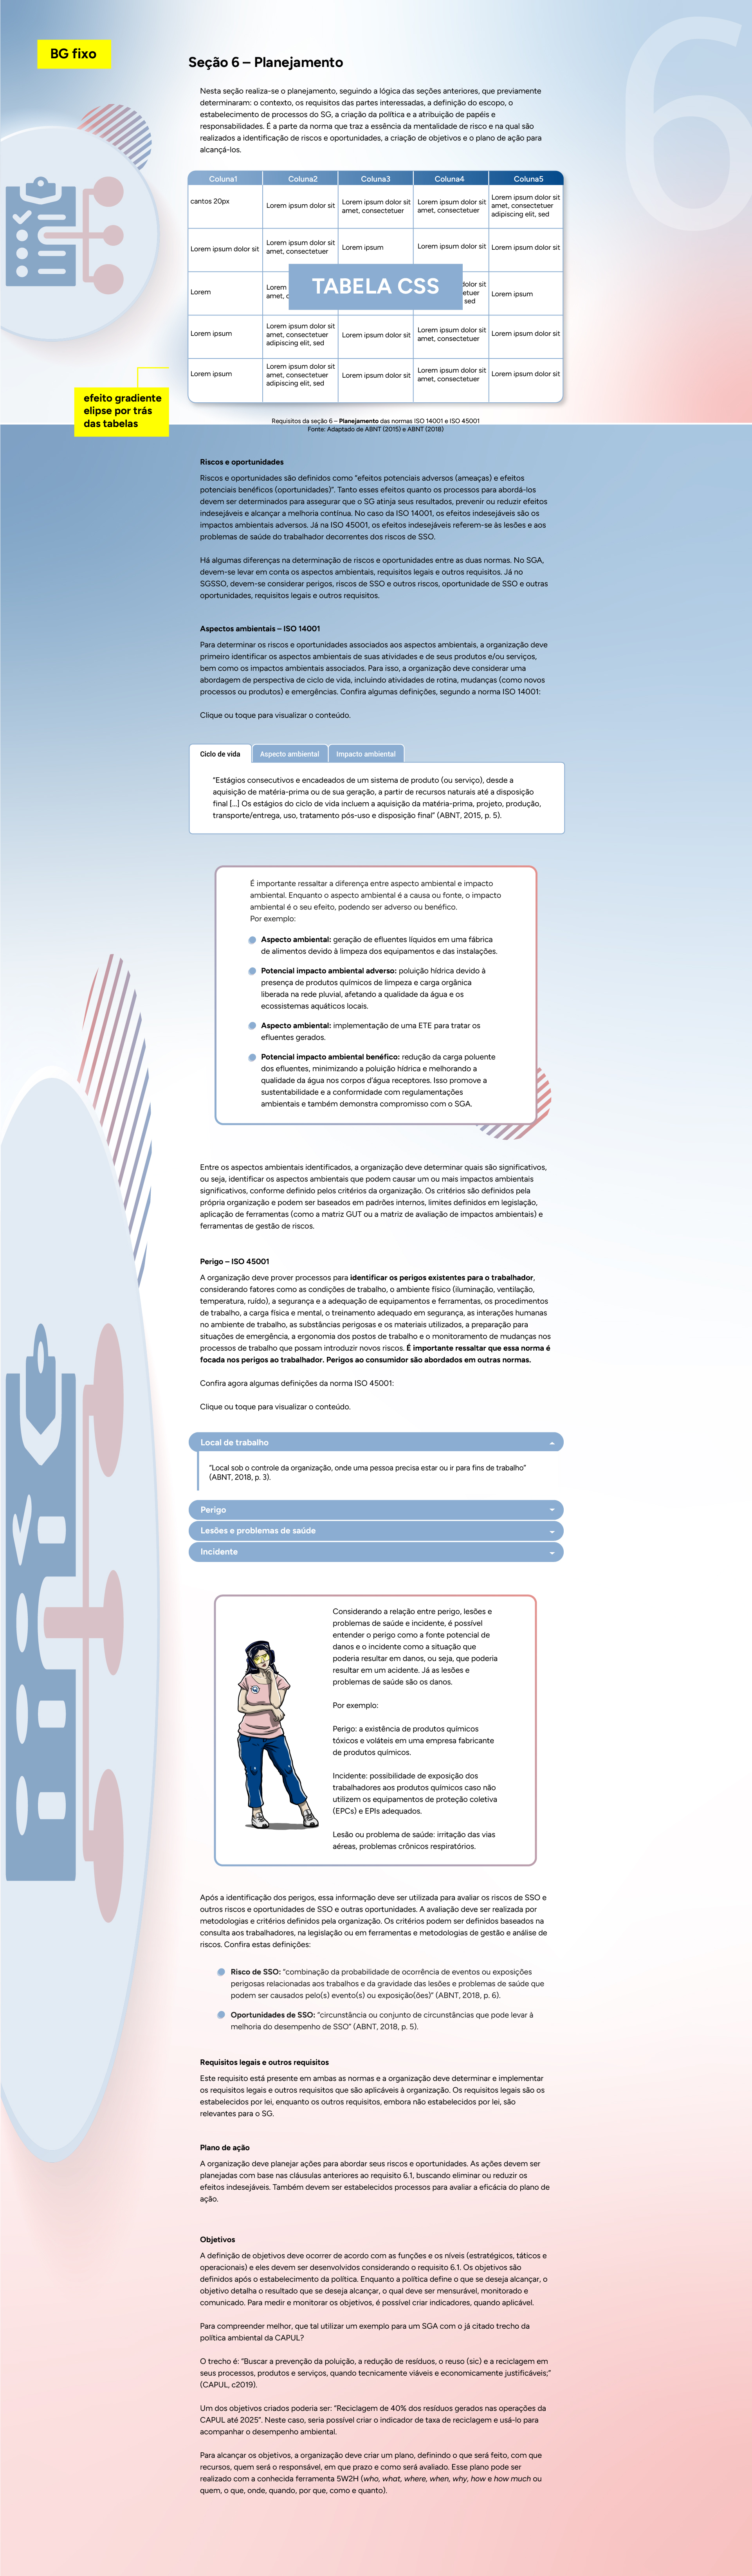 BG fixo
6
Seção 6 – Planejamento
Nesta seção realiza-se o planejamento, seguindo a lógica das seções anteriores, que previamente
determinaram: o contexto, os requisitos das partes interessadas, a definição do escopo, o
estabelecimento de processos do SG, a criação da política e a atribuição de papéis e
responsabilidades. É a parte da norma que traz a essência da mentalidade de risco e na qual são
realizados a identificação de riscos e oportunidades, a criação de objetivos e o plano de ação para
alcançá-los.
Coluna1 Coluna2 Coluna3 Coluna4 Coluna5
cantos 20px
Lorem ipsum dolor sit
Lorem ipsum dolor sit
amet, consectetuer
Lorem ipsum dolor sit
amet, consectetuer
Lorem ipsum dolor sit
amet, consectetuer
adipiscing elit, sed
Lorem ipsum dolor sit
Lorem ipsum dolor sit
amet, consectetuer
Lorem ipsum
Lorem ipsum dolor sit
Lorem ipsum dolor sit
Lorem
Lorem
amet, c
TABELA CSS
dolor sit
etuer
sed
Lorem ipsum
Lorem ipsum
Lorem ipsum dolor sit
amet, consectetuer
adipiscing elit, sed
Lorem ipsum dolor sit
Lorem ipsum dolor sit
amet, consectetuer
Lorem ipsum dolor sit
Lorem ipsum
Lorem ipsum dolor sit
amet, consectetuer
adipiscing elit, sed
Lorem ipsum dolor sit
Lorem ipsum dolor sit
amet, consectetuer
Lorem ipsum dolor sit
efeito gradiente
elipse por trás
das tabelas
Requisitos da seção 6 – Planejamento das normas ISO 14001 e ISO 45001
Fonte: Adaptado de ABNT (2015) e ABNT (2018)
Riscos e oportunidades
Riscos e oportunidades são definidos como “efeitos potenciais adversos (ameaças) e efeitos
potenciais benéficos (oportunidades)”. Tanto esses efeitos quanto os processos para abordá-los
devem ser determinados para assegurar que o SG atinja seus resultados, prevenir ou reduzir efeitos
indesejáveis e alcançar a melhoria contínua. No caso da ISO 14001, os efeitos indesejáveis são os
impactos ambientais adversos. Já na ISO 45001, os efeitos indesejáveis referem-se às lesões e aos
problemas de saúde do trabalhador decorrentes dos riscos de SSO.
Há algumas diferenças na determinação de riscos e oportunidades entre as duas normas. No SGA,
devem-se levar em conta os aspectos ambientais, requisitos legais e outros requisitos. Já no
SGSSO, devem-se considerar perigos, riscos de SSO e outros riscos, oportunidade de SSO e outras
oportunidades, requisitos legais e outros requisitos.
Aspectos ambientais – ISO 14001
Para determinar os riscos e oportunidades associados aos aspectos ambientais, a organização deve
primeiro identificar os aspectos ambientais de suas atividades e de seus produtos e/ou serviços,
bem como os impactos ambientais associados. Para isso, a organização deve considerar uma
abordagem de perspectiva de ciclo de vida, incluindo atividades de rotina, mudanças (como novos
processos ou produtos) e emergências. Confira algumas definições, segundo a norma ISO 14001:
Clique ou toque para visualizar o conteúdo.
Ciclo de vida Aspecto ambiental Impacto ambiental
“Estágios consecutivos e encadeados de um sistema de produto (ou serviço), desde a
aquisição de matéria-prima ou de sua geração, a partir de recursos naturais até a disposição
final [...] Os estágios do ciclo de vida incluem a aquisição da matéria-prima, projeto, produção,
transporte/entrega, uso, tratamento pós-uso e disposição final” (ABNT, 2015, p. 5).
É importante ressaltar a diferença entre aspecto ambiental e impacto
ambiental. Enquanto o aspecto ambiental é a causa ou fonte, o impacto
ambiental é o seu efeito, podendo ser adverso ou benéfico.
Por exemplo:
Aspecto ambiental: geração de efluentes líquidos em uma fábrica
de alimentos devido à limpeza dos equipamentos e das instalações.
Potencial impacto ambiental adverso: poluição hídrica devido à
presença de produtos químicos de limpeza e carga orgânica
liberada na rede pluvial, afetando a qualidade da água e os
ecossistemas aquáticos locais.
Aspecto ambiental: implementação de uma ETE para tratar os
efluentes gerados.
Potencial impacto ambiental benéfico: redução da carga poluente
dos efluentes, minimizando a poluição hídrica e melhorando a
qualidade da água nos corpos d’água receptores. Isso promove a
sustentabilidade e a conformidade com regulamentações
ambientais e também demonstra compromisso com o SGA.
Entre os aspectos ambientais identificados, a organização deve determinar quais são significativos,
ou seja, identificar os aspectos ambientais que podem causar um ou mais impactos ambientais
significativos, conforme definido pelos critérios da organização. Os critérios são definidos pela
própria organização e podem ser baseados em padrões internos, limites definidos em legislação,
aplicação de ferramentas (como a matriz GUT ou a matriz de avaliação de impactos ambientais) e
ferramentas de gestão de riscos.
Perigo – ISO 45001
A organização deve prover processos para identificar os perigos existentes para o trabalhador,
considerando fatores como as condições de trabalho, o ambiente físico (iluminação, ventilação,
temperatura, ruído), a segurança e a adequação de equipamentos e ferramentas, os procedimentos
de trabalho, a carga física e mental, o treinamento adequado em segurança, as interações humanas
no ambiente de trabalho, as substâncias perigosas e os materiais utilizados, a preparação para
situações de emergência, a ergonomia dos postos de trabalho e o monitoramento de mudanças nos
processos de trabalho que possam introduzir novos riscos. É importante ressaltar que essa norma é
focada nos perigos ao trabalhador. Perigos ao consumidor são abordados em outras normas.
Confira agora algumas definições da norma ISO 45001:
Clique ou toque para visualizar o conteúdo.
Local de trabalho
“Local sob o controle da organização, onde uma pessoa precisa estar ou ir para fins de trabalho”
(ABNT, 2018, p. 3).
Perigo
Lesões e problemas de saúde
Incidente
Considerando a relação entre perigo, lesões e
problemas de saúde e incidente, é possível
entender o perigo como a fonte potencial de
danos e o incidente como a situação que
poderia resultar em danos, ou seja, que poderia
resultar em um acidente. Já as lesões e
problemas de saúde são os danos.
Por exemplo:
Perigo: a existência de produtos químicos
tóxicos e voláteis em uma empresa fabricante
de produtos químicos.
Incidente: possibilidade de exposição dos
trabalhadores aos produtos químicos caso não
utilizem os equipamentos de proteção coletiva
(EPCs) e EPIs adequados.
Lesão ou problema de saúde: irritação das vias
aéreas, problemas crônicos respiratórios.
Após a identificação dos perigos, essa informação deve ser utilizada para avaliar os riscos de SSO e
outros riscos e oportunidades de SSO e outras oportunidades. A avaliação deve ser realizada por
metodologias e critérios definidos pela organização. Os critérios podem ser definidos baseados na
consulta aos trabalhadores, na legislação ou em ferramentas e metodologias de gestão e análise de
riscos. Confira estas definições:
Risco de SSO: “combinação da probabilidade de ocorrência de eventos ou exposições
perigosas relacionadas aos trabalhos e da gravidade das lesões e problemas de saúde que
podem ser causados pelo(s) evento(s) ou exposição(ões)” (ABNT, 2018, p. 6).
Oportunidades de SSO: “circunstância ou conjunto de circunstâncias que pode levar à
melhoria do desempenho de SSO” (ABNT, 2018, p. 5).
Requisitos legais e outros requisitos
Este requisito está presente em ambas as normas e a organização deve determinar e implementar
os requisitos legais e outros requisitos que são aplicáveis à organização. Os requisitos legais são os
estabelecidos por lei, enquanto os outros requisitos, embora não estabelecidos por lei, são
relevantes para o SG.
Plano de ação
A organização deve planejar ações para abordar seus riscos e oportunidades. As ações devem ser
planejadas com base nas cláusulas anteriores ao requisito 6.1, buscando eliminar ou reduzir os
efeitos indesejáveis. Também devem ser estabelecidos processos para avaliar a eficácia do plano de
ação.
Objetivos
A definição de objetivos deve ocorrer de acordo com as funções e os níveis (estratégicos, táticos e
operacionais) e eles devem ser desenvolvidos considerando o requisito 6.1. Os objetivos são
definidos após o estabelecimento da política. Enquanto a política define o que se deseja alcançar, o
objetivo detalha o resultado que se deseja alcançar, o qual deve ser mensurável, monitorado e
comunicado. Para medir e monitorar os objetivos, é possível criar indicadores, quando aplicável.
Para compreender melhor, que tal utilizar um exemplo para um SGA com o já citado trecho da
política ambiental da CAPUL?
O trecho é: “Buscar a prevenção da poluição, a redução de resíduos, o reuso (sic) e a reciclagem em
seus processos, produtos e serviços, quando tecnicamente viáveis e economicamente justificáveis;”
(CAPUL, c2019).
Um dos objetivos criados poderia ser: “Reciclagem de 40% dos resíduos gerados nas operações da
CAPUL até 2025”. Neste caso, seria possível criar o indicador de taxa de reciclagem e usá-lo para
acompanhar o desempenho ambiental.
Para alcançar os objetivos, a organização deve criar um plano, definindo o que será feito, com que
recursos, quem será o responsável, em que prazo e como será avaliado. Esse plano pode ser
realizado com a conhecida ferramenta 5W2H (who, what, where, when, why, how e how much ou
quem, o que, onde, quando, por que, como e quanto).